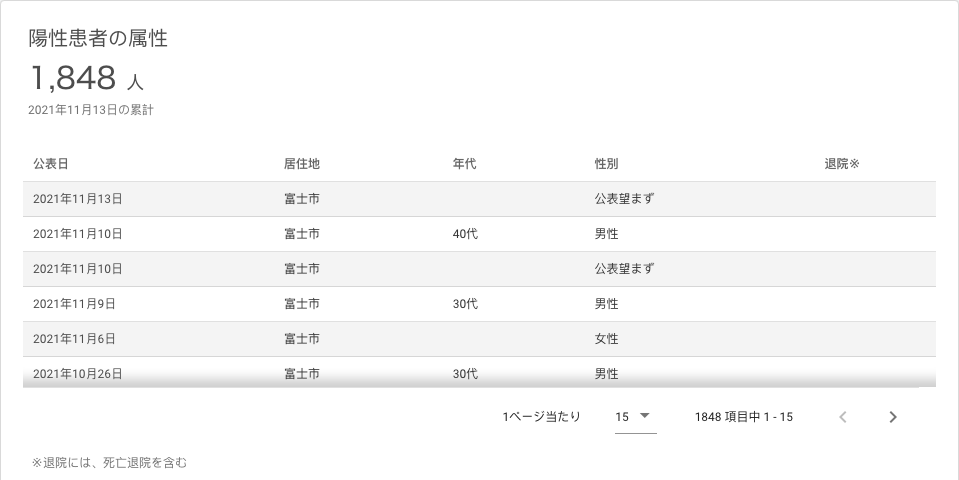 陽性患者の属性
1,848 人
2021年11月13日の累計
公表日 居住地 年代 性別 退院※
2021年11月13日 富士市 公表望まず
2021年11月10日 富士市 40代 男性
2021年11月10日 富士市 公表望まず
2021年11月9日 富士市 30代 男性
2021年11月6日 富士市 女性
2021年10月26日 富士市 30代 男性
1ページ当たり 15 1848 項目中 1 - 15
※退院には、死亡退院を含む